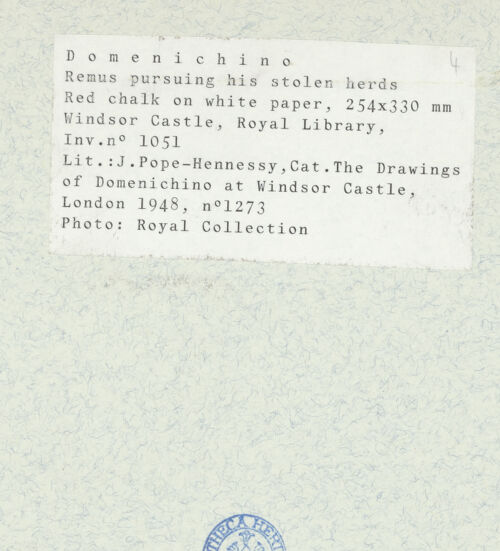 4
Domenichino
Remus pursuing his stolen herds
Red chalk on white paper, 254x330 mm
Windsor Castle, Royal Library,
Inv.nº 1051
Lit.:J.Pope-Hennessy,Cat.The Drawings
of Domenichino at Windsor Castle,
London 1948, nº1273
Photo: Royal Collection
THECA HERT